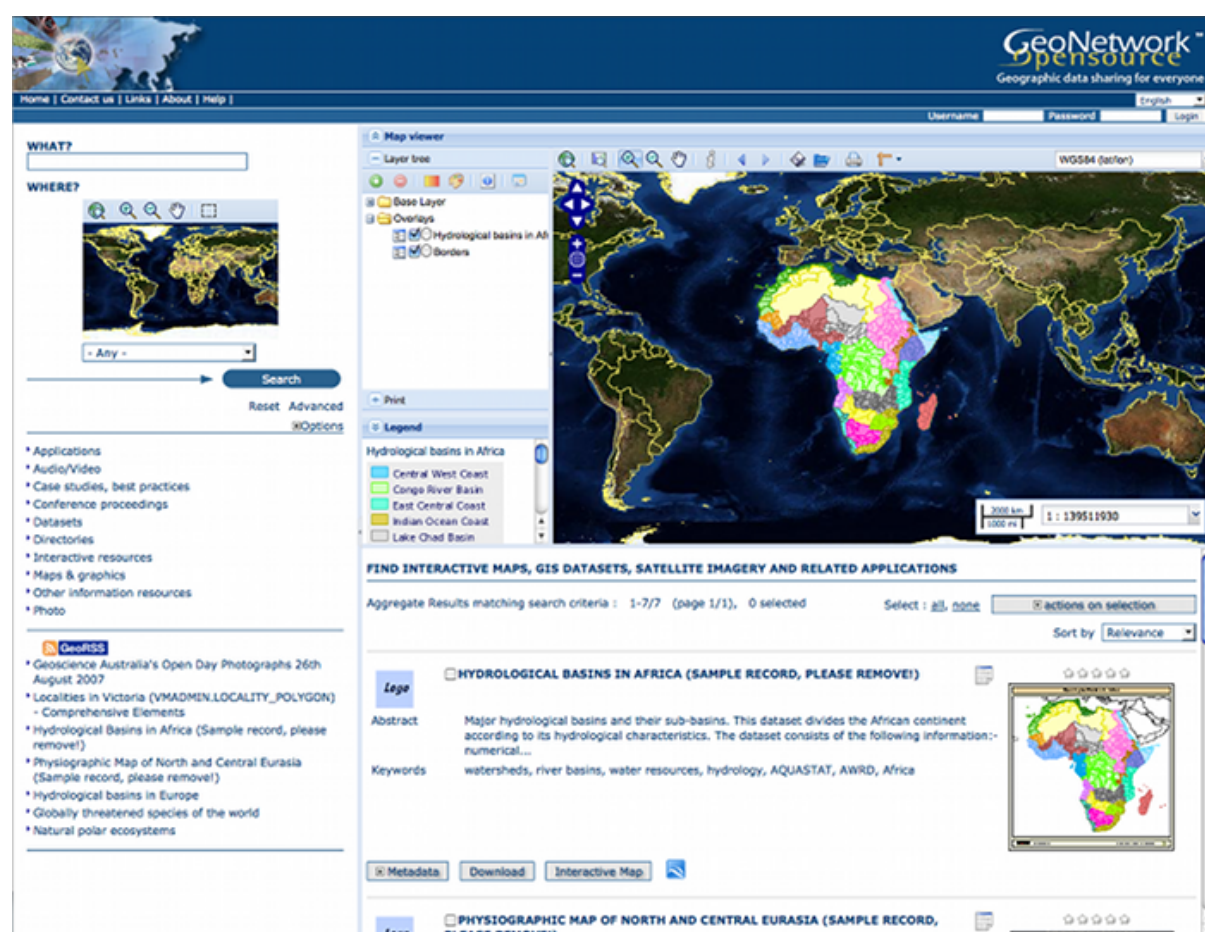 GeoNetwork
Opensource
Geographic data sharing for everyone
Home | Contact us | Links | About | Help |
English
Username
Password
Login
WHAT?
WHERE?
- Any -
Search
Reset Advanced
Options
Applications
Audio/Video
Case studies, best practices
Conference proceedings
Datasets
Directories
Interactive resources
Maps & graphics
Other information resources
Photo
GeoRSS
Geoscience Australia's Open Day Photographs 26th
August 2007
Localities in Victoria (VMADMIN.LOCALITY_POLYGON)
- Comprehensive Elements
Hydrological Basins in Africa (Sample record, please
remove!)
Physiographic Map of North and Central Eurasia
(Sample record, please remove!)
Hydrological basins in Europe
Globally threatened species of the world
Natural polar ecosystems
Map viewer
Layer tree
Base Layer
Overlays
Hydrological basins in Afr
Borders
Print
Legend
Hydrological basins in Africa
Central West Coast
Congo River Basin
East Central Coast
Indian Ocean Coast
Lake Chad Basin
WGS84 (lat/lon)
2000 km
1000 mi
1 : 139511930
FIND INTERACTIVE MAPS, GIS DATASETS, SATELLITE IMAGERY AND RELATED APPLICATIONS
Aggregate Results matching search criteria : 1-7/7 (page 1/1), 0 selected
Select : all, none
actions on selection
Sort by Relevance
Logo
HYDROLOGICAL BASINS IN AFRICA (SAMPLE RECORD, PLEASE REMOVE!)
Abstract
Major hydrological basins and their sub-basins. This dataset divides the African continent
according to its hydrological characteristics. The dataset consists of the following information:-
numerical...
Keywords
watersheds, river basins, water resources, hydrology, AQUASTAT, AWRD, Africa
Metadata
Download
Interactive Map
PHYSIOGRAPHIC MAP OF NORTH AND CENTRAL EURASIA (SAMPLE RECORD,